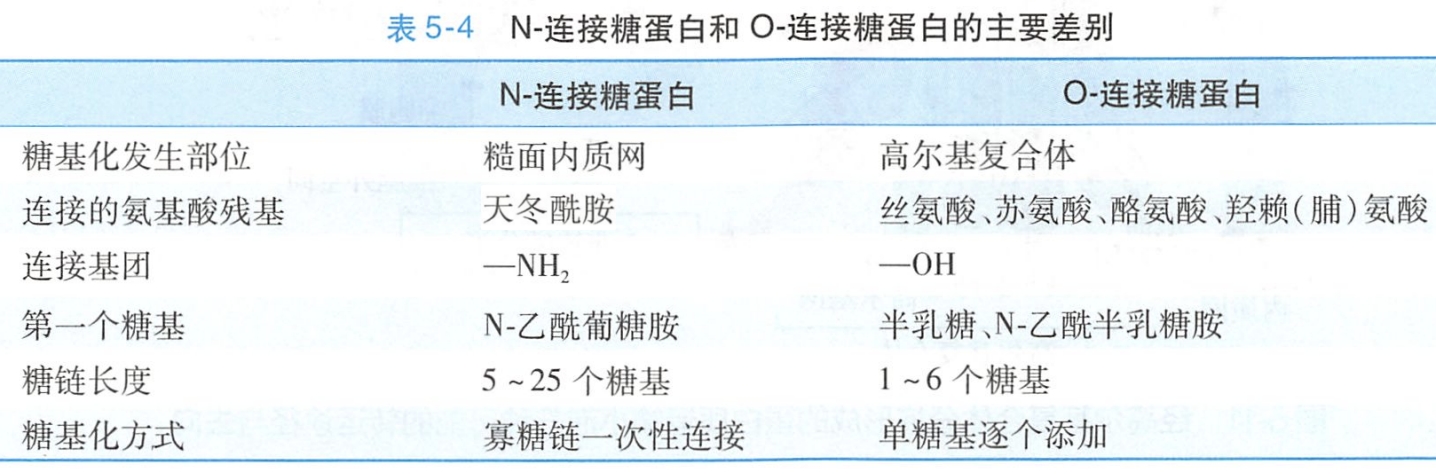 表 5-4 N-连接糖蛋白和 O-连接糖蛋白的主要差别
N-连接糖蛋白 O-连接糖蛋白
糖基化发生部位 糙面内质网 高尔基复合体
连接的氨基酸残基 天冬酰胺 丝氨酸、苏氨酸、酪氨酸、羟赖(脯)氨酸
连接基团 —NH₂ —OH
第一个糖基 N-乙酰葡糖胺 半乳糖、N-乙酰半乳糖胺
糖链长度 5 ~ 25 个糖基 1 ~ 6 个糖基
糖基化方式 寡糖链一次性连接 单糖基逐个添加